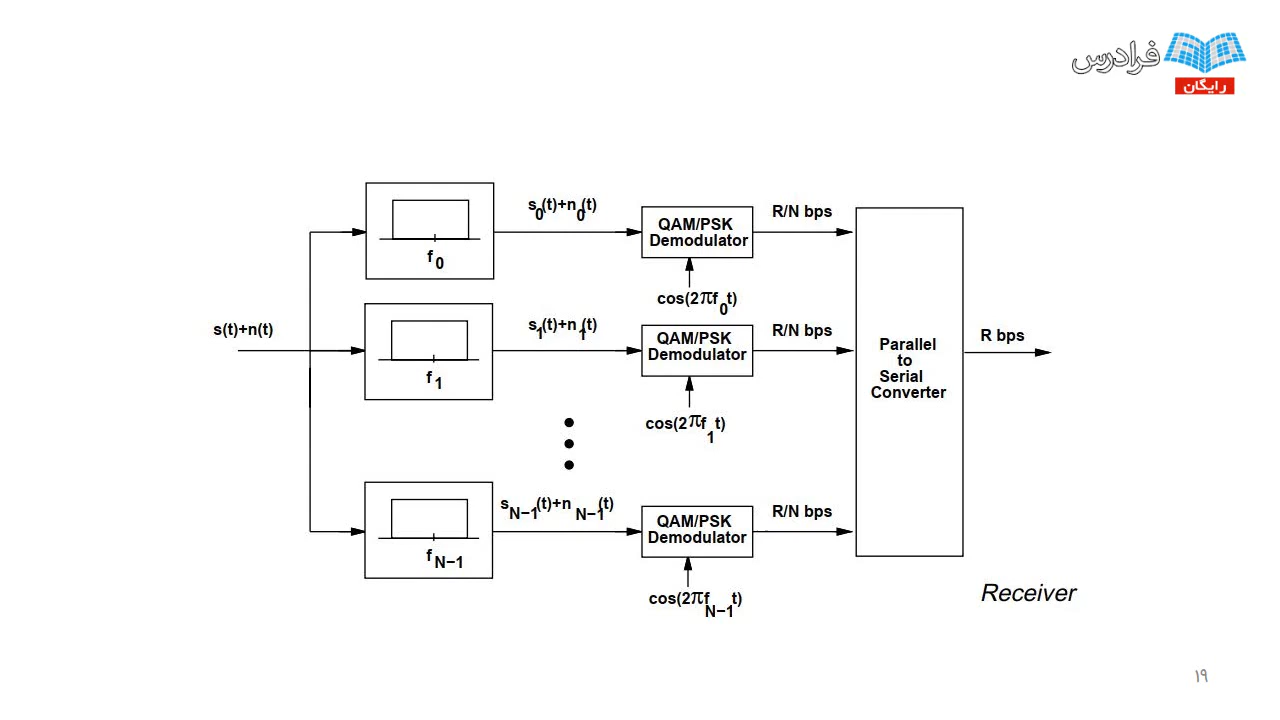 فرادرس
رایگان
s(t)+n(t)
f0
s0(t)+n0(t)
QAM/PSK
Demodulator
cos(2πf0t)
R/N bps
f1
s1(t)+n1(t)
QAM/PSK
Demodulator
cos(2πf1t)
R/N bps
fN−1
sN−1(t)+nN−1(t)
QAM/PSK
Demodulator
cos(2πfN−1t)
R/N bps
Parallel
to
Serial
Converter
R bps
Receiver
۱۹